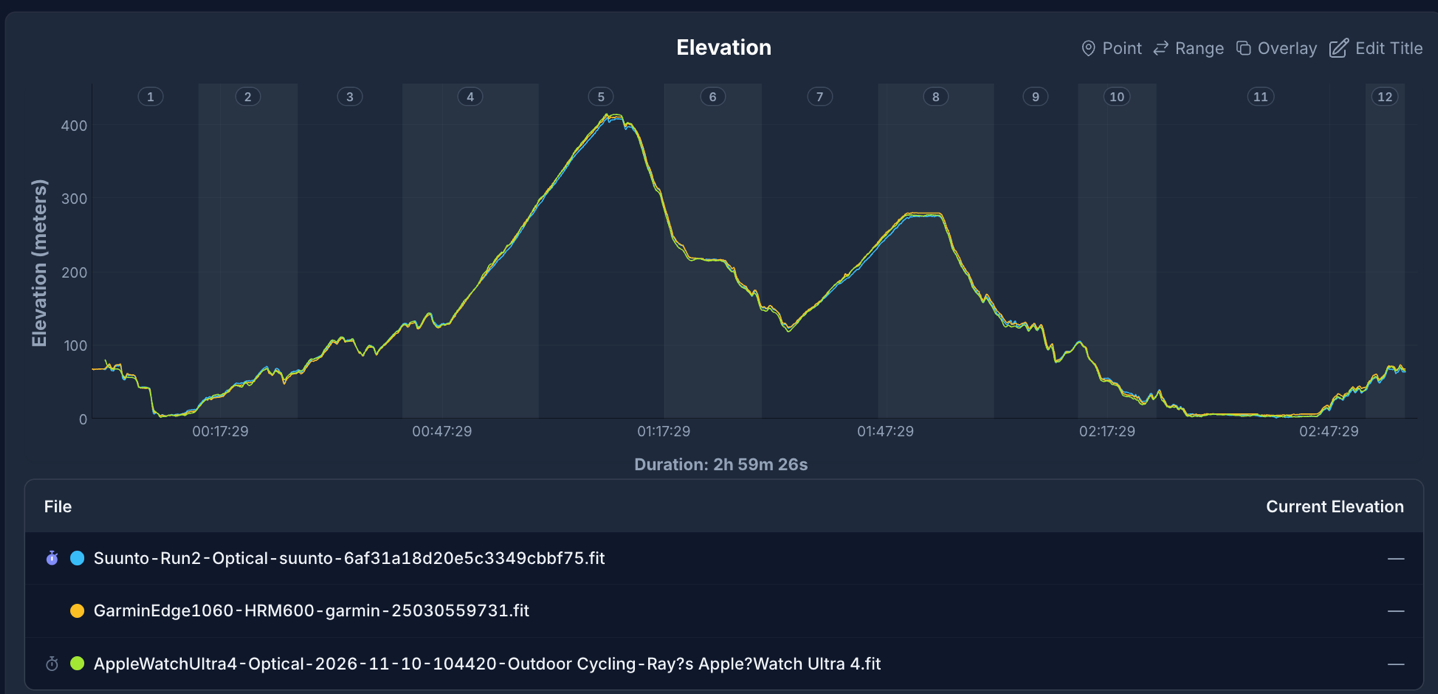 Elevation
Point Range Overlay Edit Title
1 2 3 4 5 6 7 8 9 10 11 12
Elevation (meters)
400
300
200
100
0
00:17:29 00:47:29 01:17:29 01:47:29 02:17:29 02:47:29
Duration: 2h 59m 26s
File Current Elevation
Suunto-Run2-Optical-suunto-6af31a18d20e5c3349cbbf75.fit —
GarminEdge1060-HRM600-garmin-25030559731.fit —
AppleWatchUltra4-Optical-2026-11-10-104420-Outdoor Cycling-Ray?s Apple?Watch Ultra 4.fit —